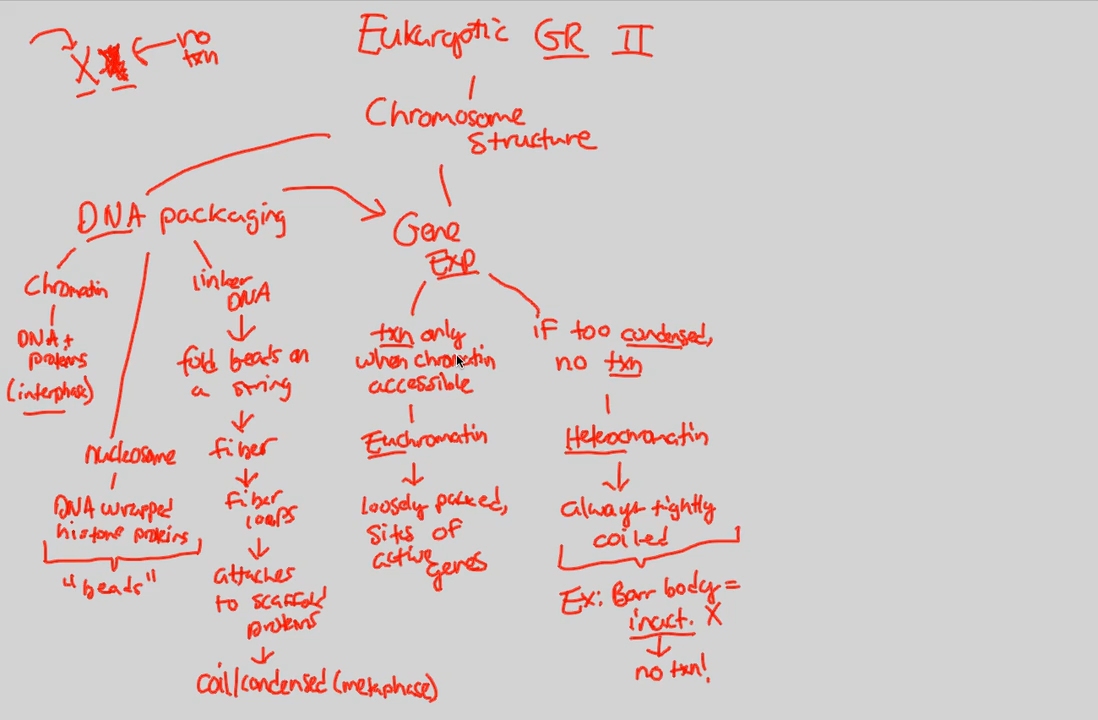 Eukaryotic GR II
X X no
txn
Chromosome
structure
DNA packaging
Gene
Exp
Chromatin
DNA +
proteins
(interphase)
nucleosome
DNA wrapped
histone proteins
"beads"
linker
DNA
fold beads on
a string
fiber
fiber
loops
attaches
to scaffold
proteins
coil/condensed (metaphase)
txn only
when chromatin
accessible
Euchromatin
loosely packed,
sites of
active
genes
if too condensed,
no txn
Heterochromatin
always tightly
coiled
Ex: Barr body =
inact. X
no txn!